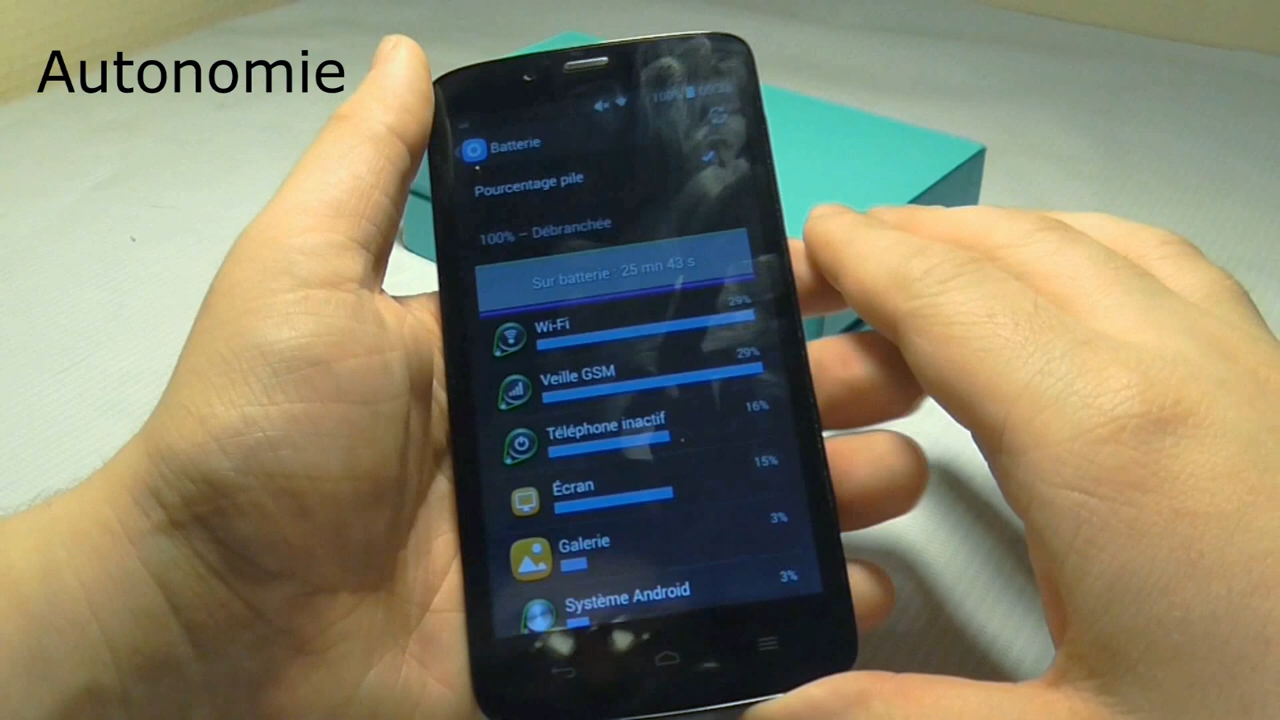 Autonomie
100%
Batterie
Pourcentage pile
100% – Débranchée
Sur batterie : 25 mn 43 s
Wi-Fi 29%
Veille GSM 29%
Téléphone inactif 16%
Écran 15%
Galerie 3%
Système Android 3%